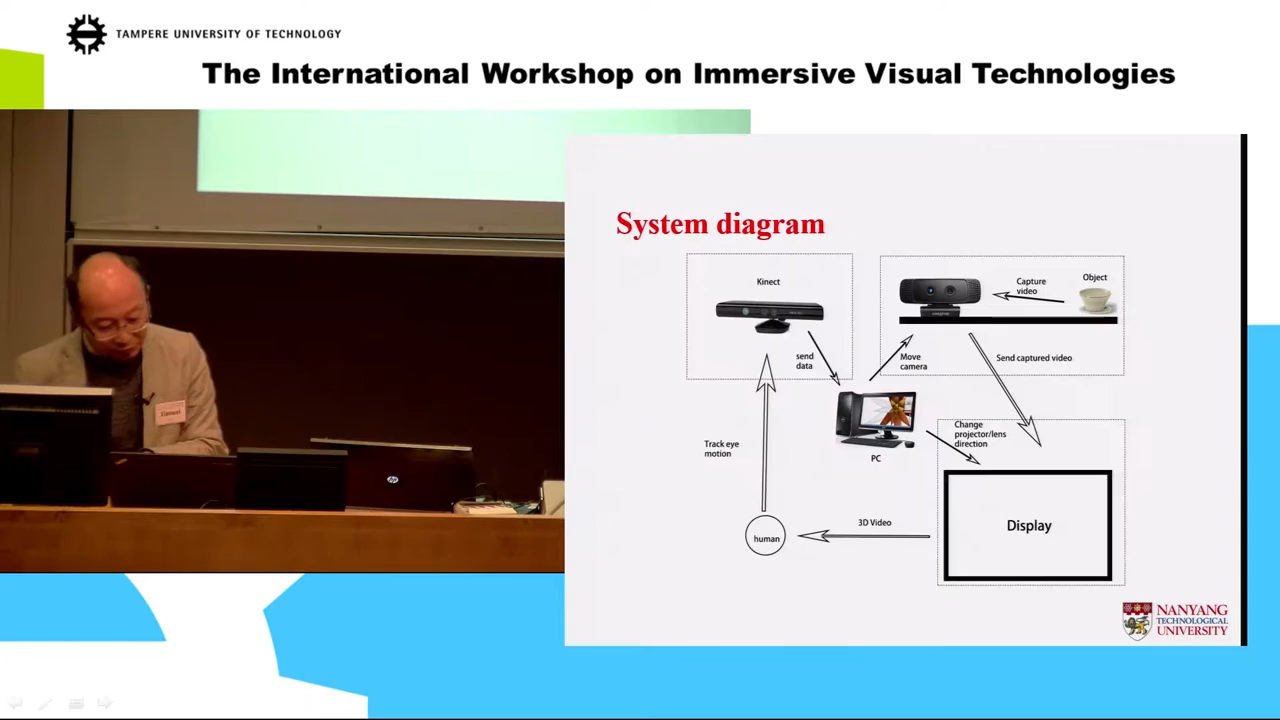 TAMPERE UNIVERSITY OF TECHNOLOGY
The International Workshop on Immersive Visual Technologies
System diagram
Kinect
Capture
video
Object
send
data
Move
camera
Send captured video
Change
projector/lens
direction
Track eye
motion
PC
3D Video
human
Display
NANYANG
TECHNOLOGICAL
UNIVERSITY
hp